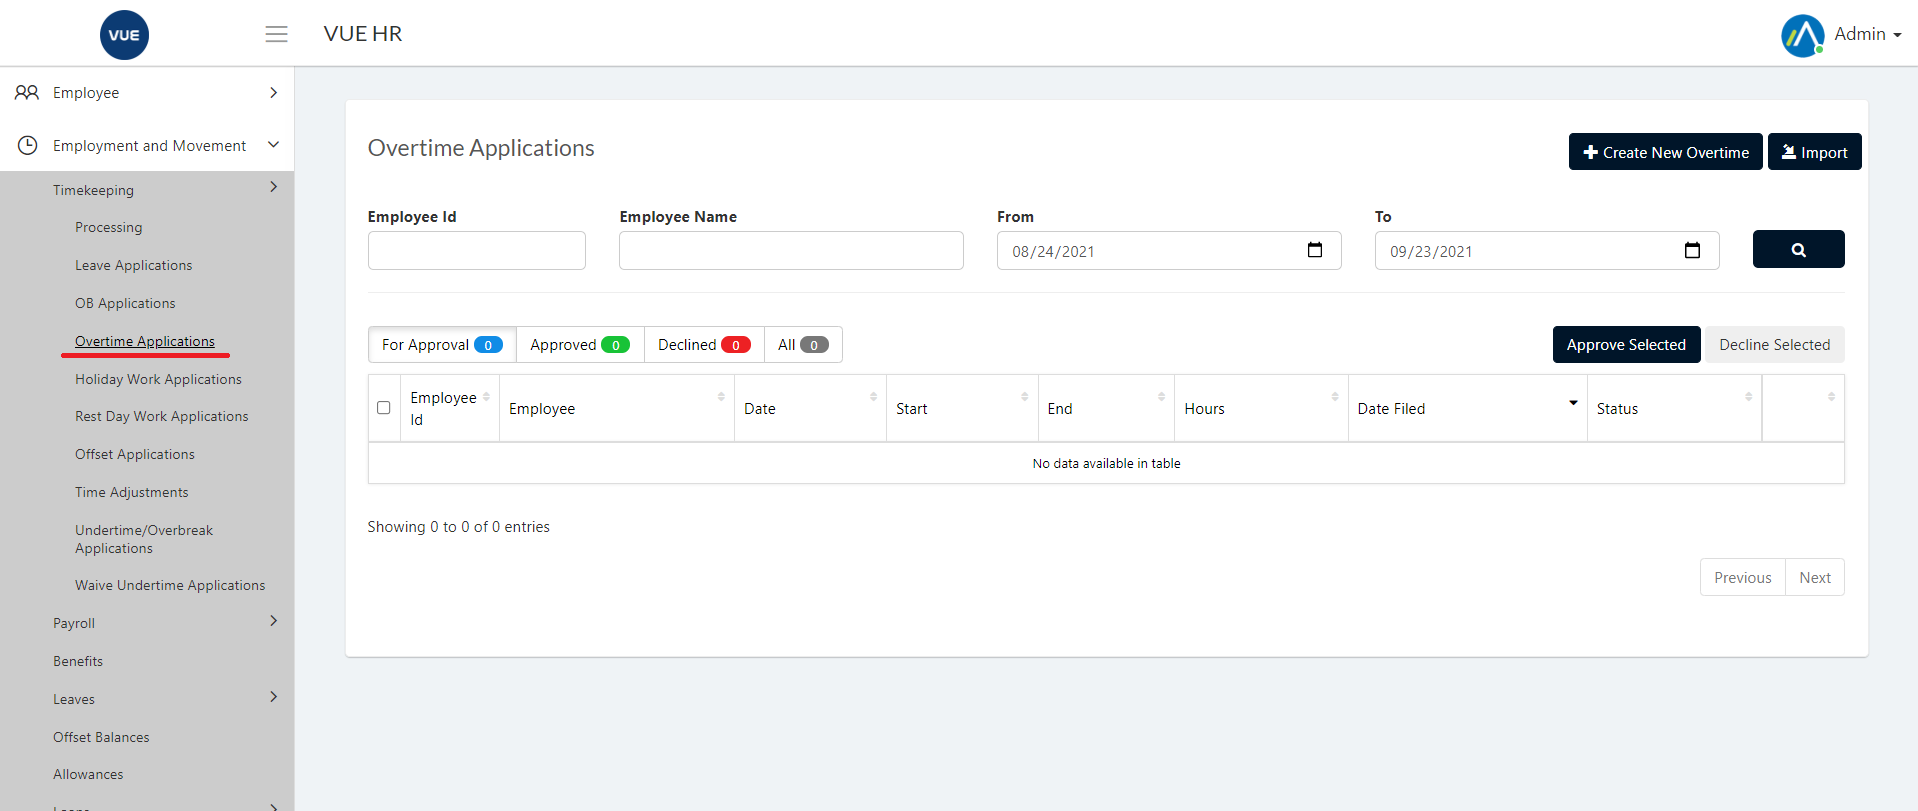 VUE
VUE HR
Admin
Employee
Employment and Movement
Timekeeping
Processing
Leave Applications
OB Applications
Overtime Applications
Holiday Work Applications
Rest Day Work Applications
Offset Applications
Time Adjustments
Undertime/Overbreak
Applications
Waive Undertime Applications
Payroll
Benefits
Leaves
Offset Balances
Allowances
Loans
Overtime Applications
Create New Overtime
Import
Employee Id
Employee Name
From
To
08/24/2021
09/23/2021
For Approval 0
Approved 0
Declined 0
All 0
Approve Selected
Decline Selected
Employee
Id
Employee
Date
Start
End
Hours
Date Filed
Status
No data available in table
Showing 0 to 0 of 0 entries
Previous
Next